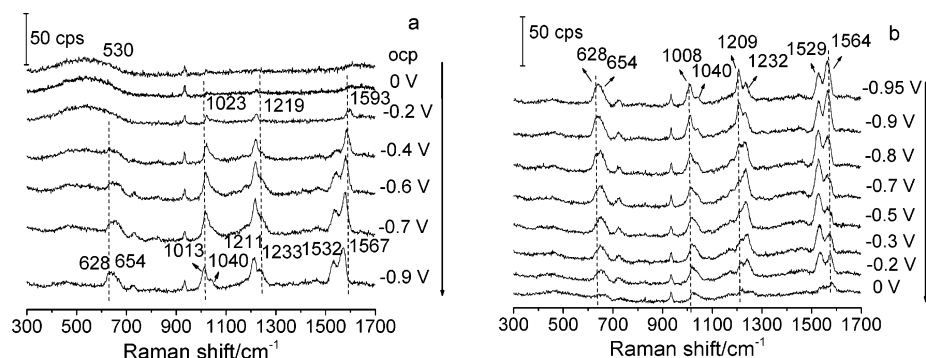 a
50 cps
530
ocp
0 V
1023
1219
1593
-0.2 V
-0.4 V
-0.6 V
-0.7 V
1013
1211
1233
1532
1567
628
654
1040
-0.9 V
300 500 700 900 1100 1300 1500 1700
Raman shift/cm-1
b
50 cps
628
654
1008
1040
1209
1232
1529
1564
-0.95 V
-0.9 V
-0.8 V
-0.7 V
-0.5 V
-0.3 V
-0.2 V
0 V
300 500 700 900 1100 1300 1500 1700
Raman shift/cm-1